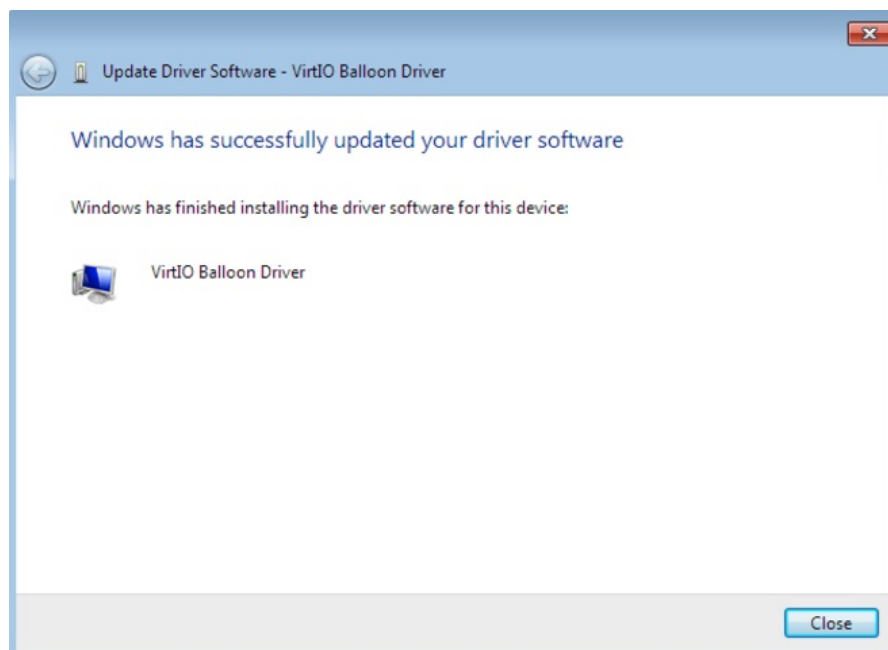 Update Driver Software - VirtIO Balloon Driver
Windows has successfully updated your driver software
Windows has finished installing the driver software for this device:
VirtIO Balloon Driver
Close